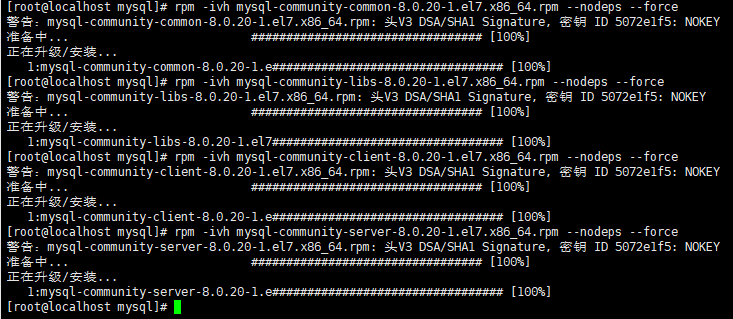 [root@localhost mysql]# rpm -ivh mysql-community-common-8.0.20-1.el7.x86_64.rpm --nodeps --force
警告：mysql-community-common-8.0.20-1.el7.x86_64.rpm: 头V3 DSA/SHA1 Signature, 密钥 ID 5072e1f5: NOKEY
准备中... ################################# [100%]
正在升级/安装...
1:mysql-community-common-8.0.20-1.e################################# [100%]
[root@localhost mysql]# rpm -ivh mysql-community-libs-8.0.20-1.el7.x86_64.rpm --nodeps --force
警告：mysql-community-libs-8.0.20-1.el7.x86_64.rpm: 头V3 DSA/SHA1 Signature, 密钥 ID 5072e1f5: NOKEY
准备中... ################################# [100%]
正在升级/安装...
1:mysql-community-libs-8.0.20-1.el7################################# [100%]
[root@localhost mysql]# rpm -ivh mysql-community-client-8.0.20-1.el7.x86_64.rpm --nodeps --force
警告：mysql-community-client-8.0.20-1.el7.x86_64.rpm: 头V3 DSA/SHA1 Signature, 密钥 ID 5072e1f5: NOKEY
准备中... ################################# [100%]
正在升级/安装...
1:mysql-community-client-8.0.20-1.e################################# [100%]
[root@localhost mysql]# rpm -ivh mysql-community-server-8.0.20-1.el7.x86_64.rpm --nodeps --force
警告：mysql-community-server-8.0.20-1.el7.x86_64.rpm: 头V3 DSA/SHA1 Signature, 密钥 ID 5072e1f5: NOKEY
准备中... ################################# [100%]
正在升级/安装...
1:mysql-community-server-8.0.20-1.e################################# [100%]
[root@localhost mysql]#